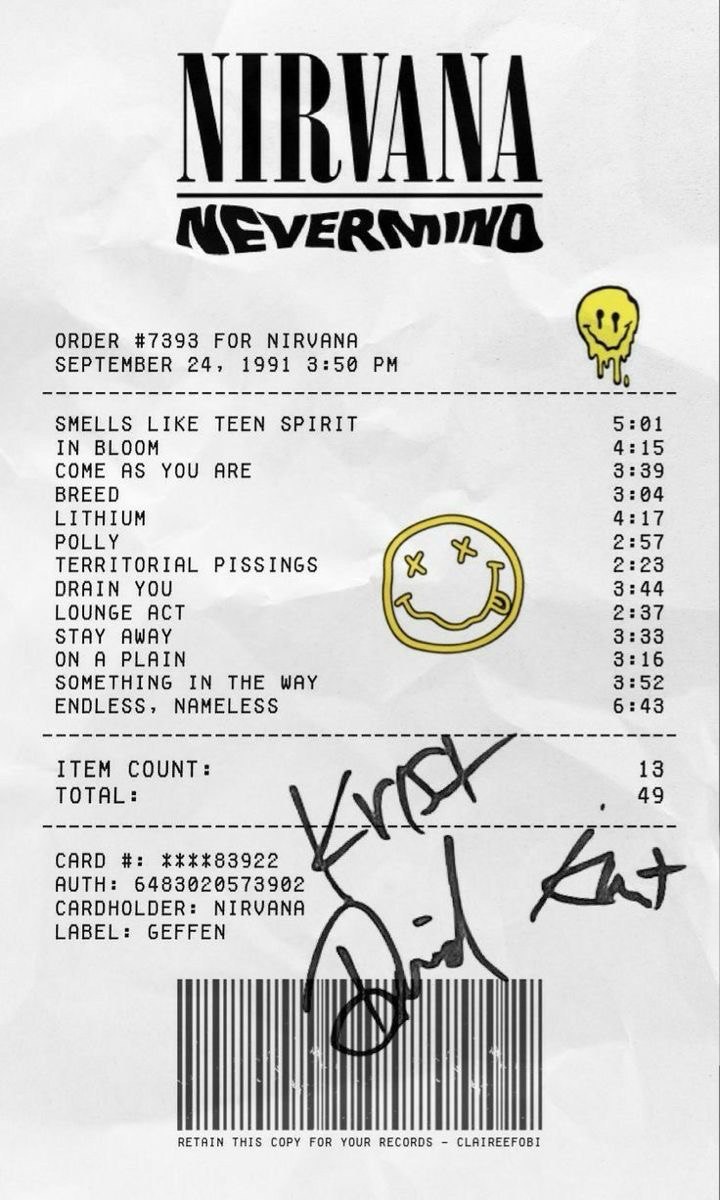 NIRVANA
NEVERMIND
ORDER #7393 FOR NIRVANA
SEPTEMBER 24, 1991 3:50 PM
SMELLS LIKE TEEN SPIRIT 5:01
IN BLOOM 4:15
COME AS YOU ARE 3:39
BREED 3:04
LITHIUM 4:17
POLLY 2:57
TERRITORIAL PISSINGS 2:23
DRAIN YOU 3:44
LOUNGE ACT 2:37
STAY AWAY 3:33
ON A PLAIN 3:16
SOMETHING IN THE WAY 3:52
ENDLESS, NAMELESS 6:43
ITEM COUNT: 13
TOTAL: 49
Krist
CARD #: ****83922
AUTH: 6483020573902
CARDHOLDER: NIRVANA
LABEL: GEFFEN
David
RETAIN THIS COPY FOR YOUR RECORDS - CLAIREEFOBI